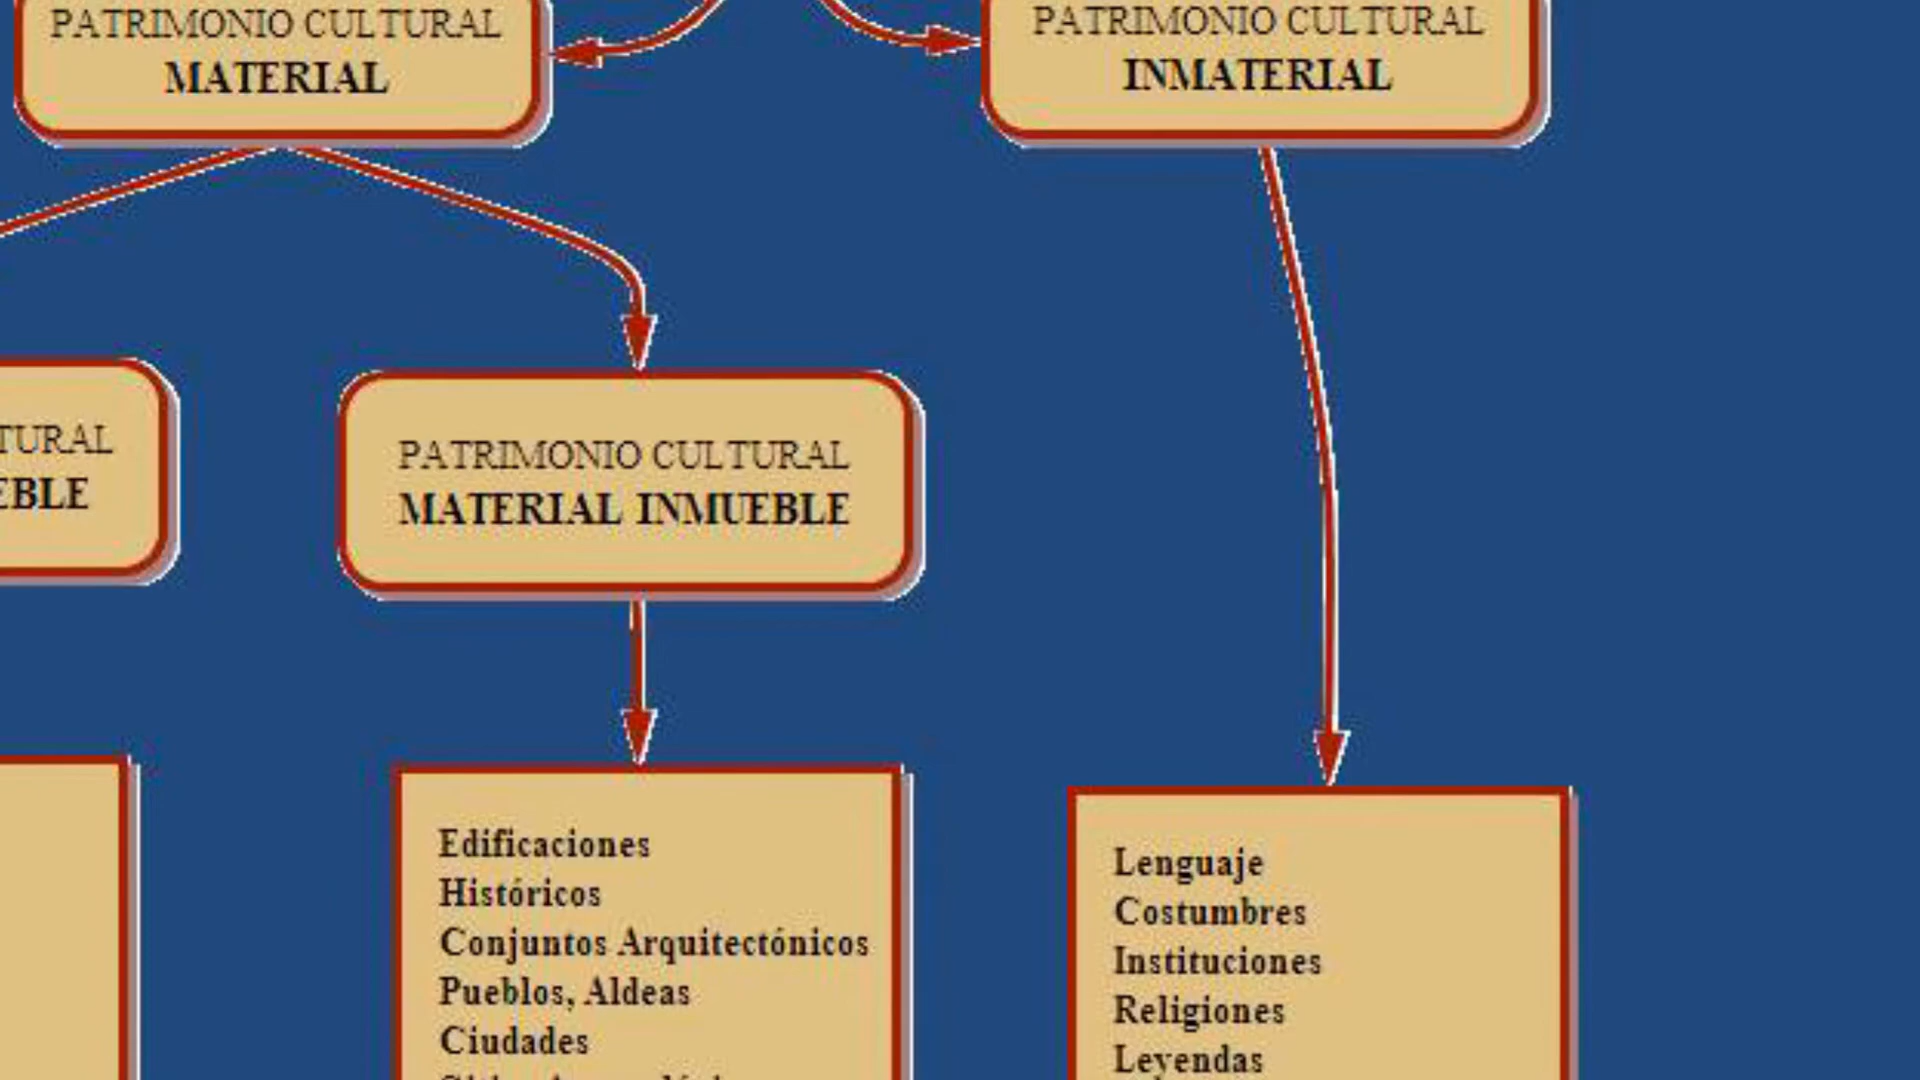 PATRIMONIO CULTURAL
MATERIAL
PATRIMONIO CULTURAL
INMATERIAL
TURAL
EBLE
PATRIMONIO CULTURAL
MATERIAL INMUEBLE
Edificaciones
Históricos
Conjuntos Arquitectónicos
Pueblos, Aldeas
Ciudades
Lenguaje
Costumbres
Instituciones
Religiones
Leyendas